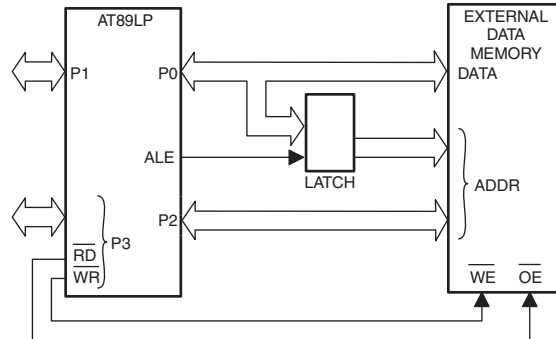 AT89LP
EXTERNAL
DATA
MEMORY
P1
P0
DATA
ALE
LATCH
ADDR
P2
P3
RD
WR
WE
OE